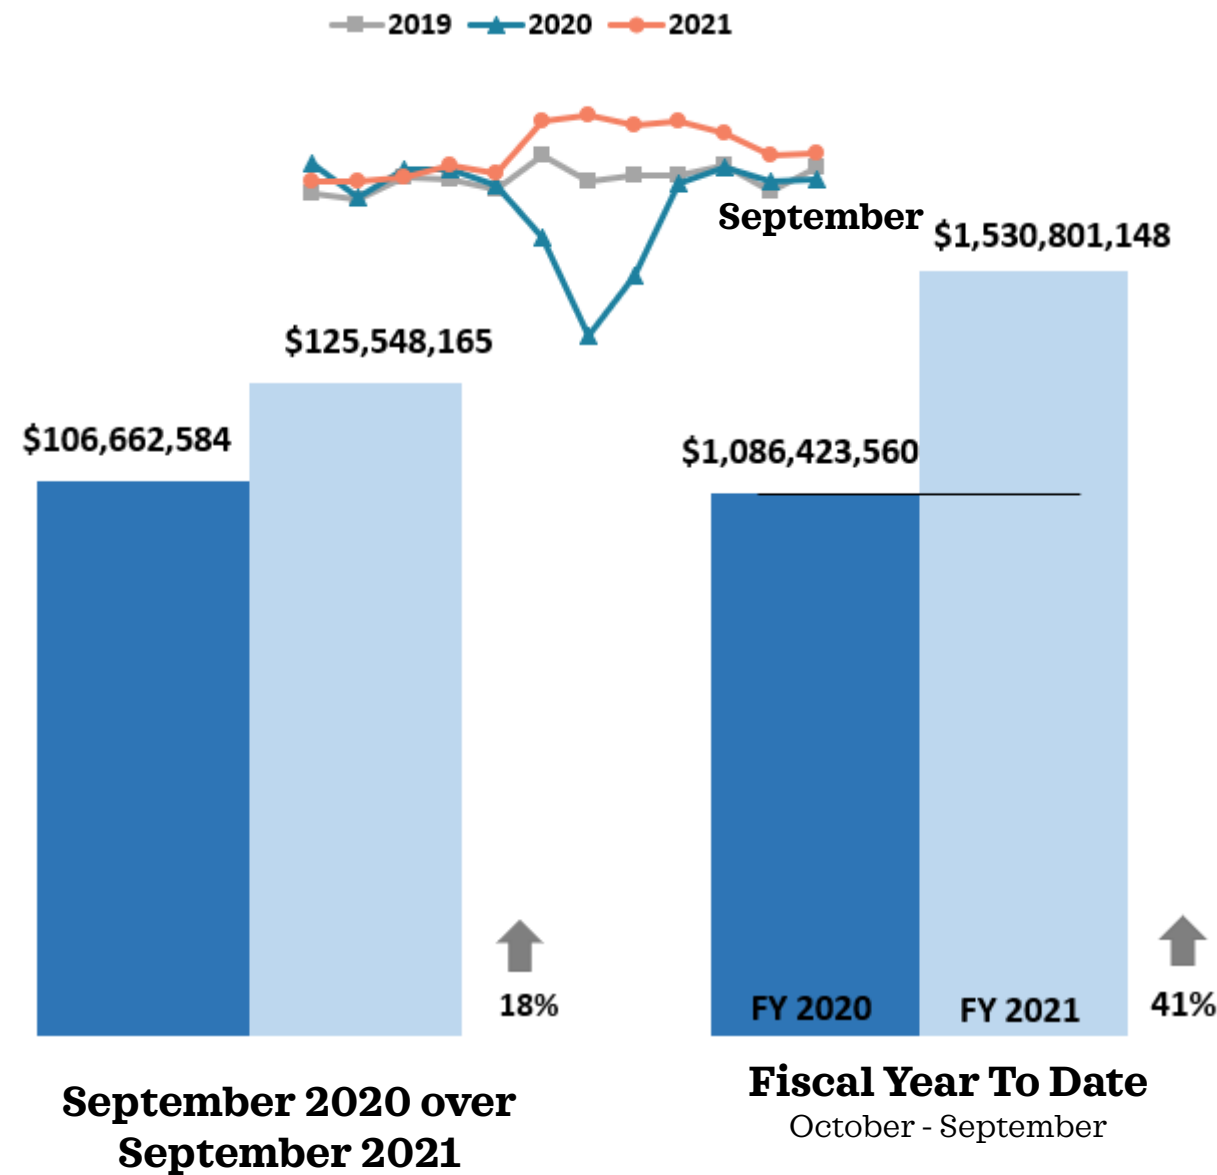 2019 2020 2021
September
$1,530,801,148
$125,548,165
$106,662,584
$1,086,423,560
18%
FY 2020
FY 2021
41%
September 2020 over
September 2021
Fiscal Year To Date
October - September